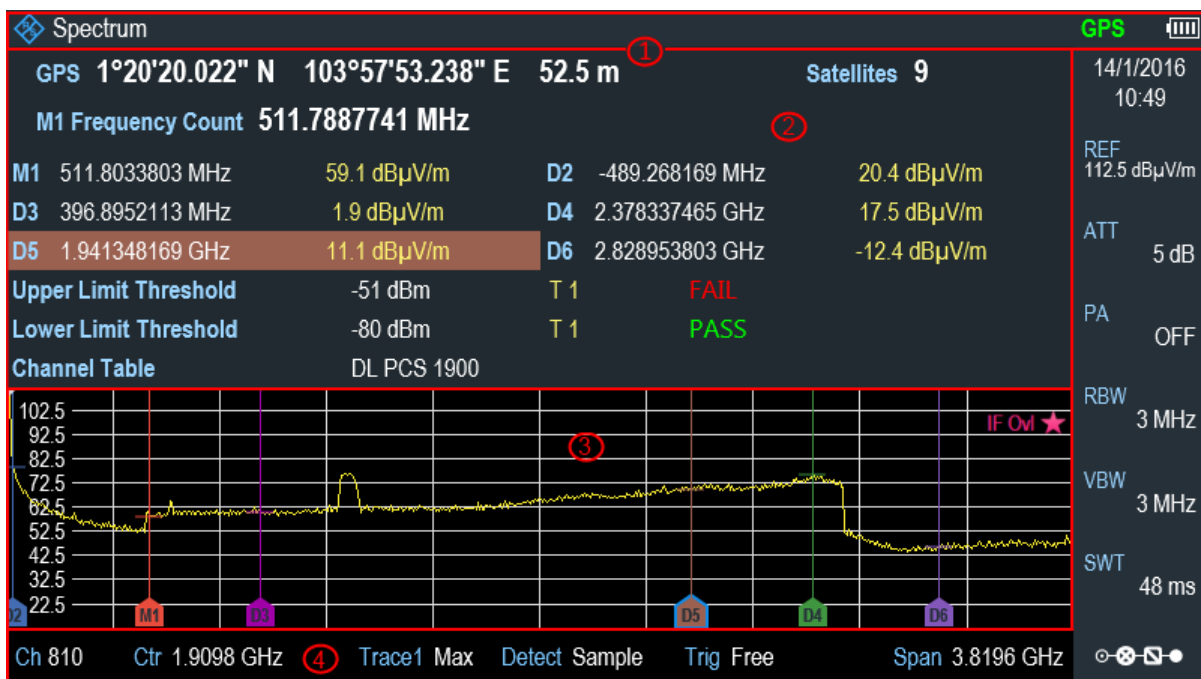 Spectrum GPS
①
GPS 1°20'20.022" N 103°57'53.238" E 52.5 m Satellites 9
14/1/2016
10:49
M1 Frequency Count 511.7887741 MHz
②
M1 511.8033803 MHz 59.1 dBµV/m D2 -489.268169 MHz 20.4 dBµV/m
D3 396.8952113 MHz 1.9 dBµV/m D4 2.378337465 GHz 17.5 dBµV/m
D5 1.941348169 GHz 11.1 dBµV/m D6 2.828953803 GHz -12.4 dBµV/m
Upper Limit Threshold -51 dBm T 1 FAIL
Lower Limit Threshold -80 dBm T 1 PASS
Channel Table DL PCS 1900
REF
112.5 dBµV/m
ATT
5 dB
PA
OFF
RBW
3 MHz
VBW
3 MHz
SWT
48 ms
102.5
IF Ovl
92.5
③
82.5
72.5
62.5
52.5
42.5
32.5
22.5
D2 M1 D3 D5 D4 D6
Ch 810 Ctr 1.9098 GHz ④ Trace1 Max Detect Sample Trig Free Span 3.8196 GHz